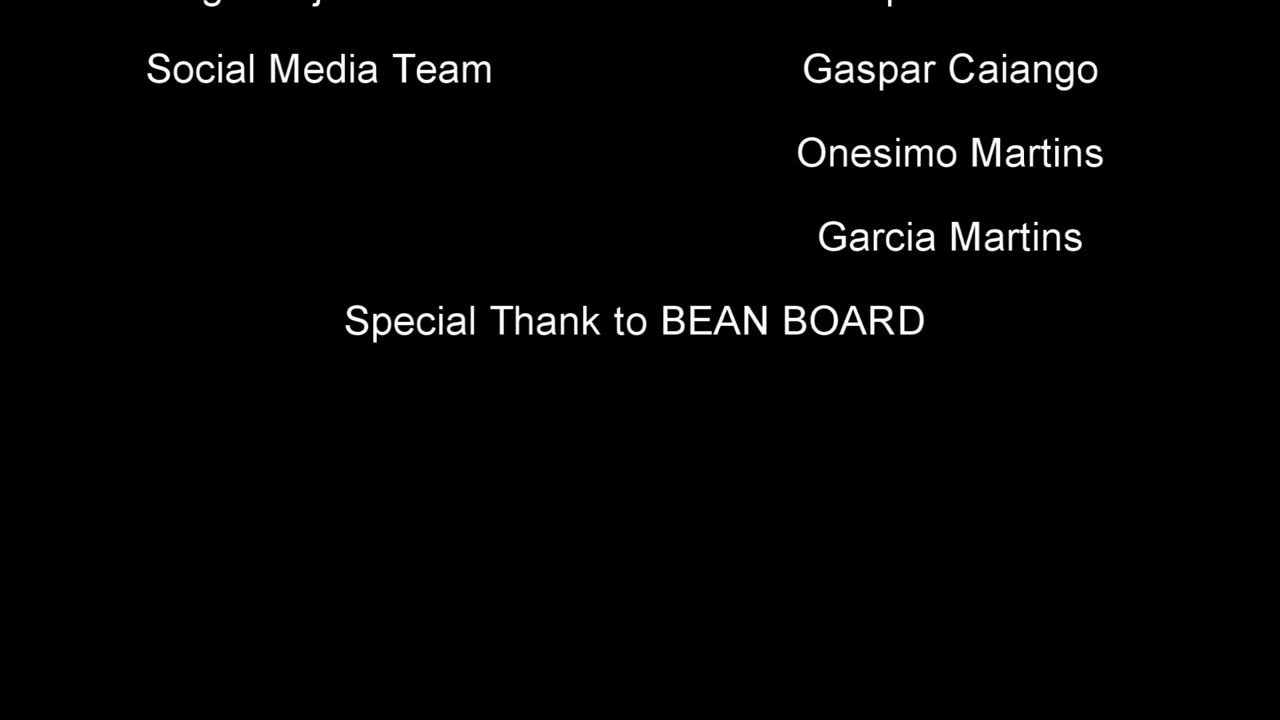 Social Media Team Gaspar Caiango
Onesimo Martins
Garcia Martins
Special Thank to BEAN BOARD